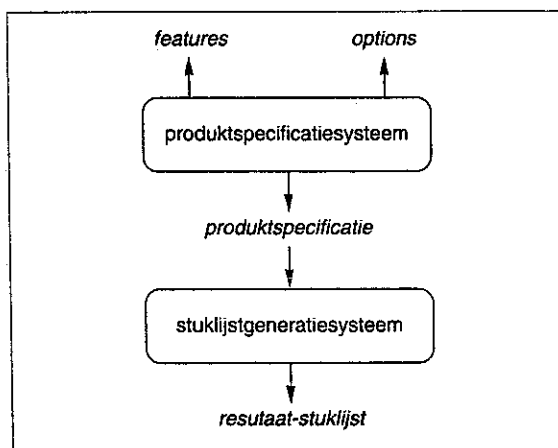 features options
produktspecificatiesysteem
produktspecificatie
stuklijstgeneratiesysteem
resutaat-stuklijst